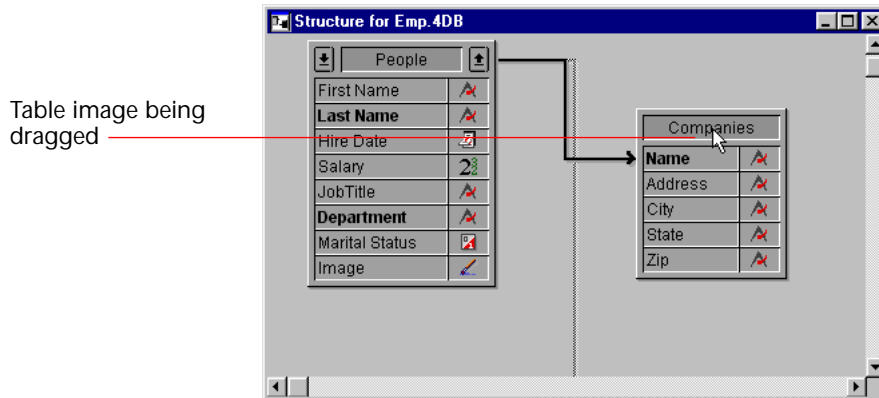 Structure for Emp.4DB
People
First Name
Last Name
Hire Date
Salary
JobTitle
Department
Marital Status
Image
Table image being
dragged
Companies
Name
Address
City
State
Zip